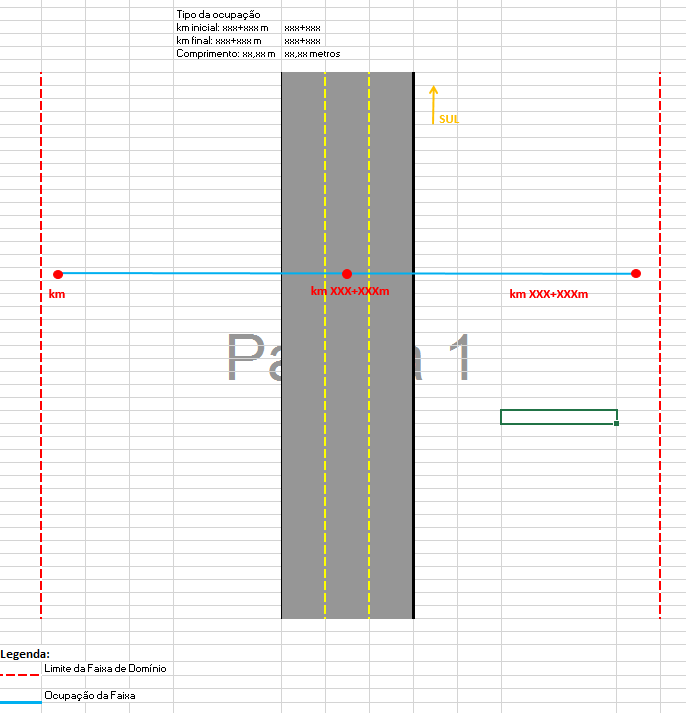 Tipo da ocupação
km inicial: xxx+xxx m xxx+xxx
km final: xxx+xxx m xxx+xxx
Comprimento: xx,xx m xx,xx metros
SUL
km
km XXX+XXXm
km XXX+XXXm
1
Legenda:
Limite da Faixa de Domínio
Ocupação da Faixa